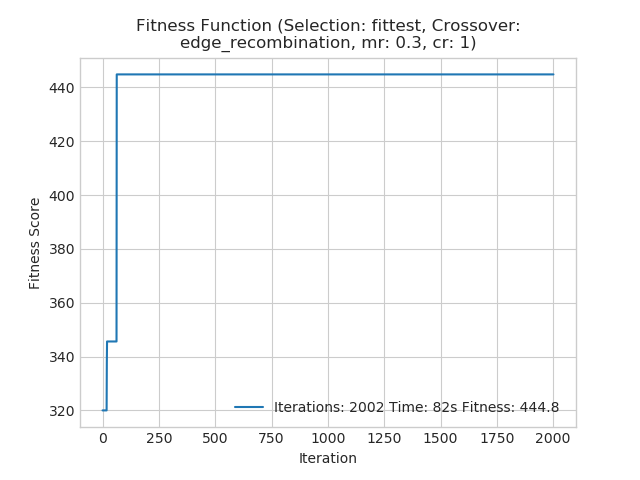 Fitness Function (Selection: fittest, Crossover:
edge_recombination, mr: 0.3, cr: 1)
440
420
400
380
360
340
320
Fitness Score
Iterations: 2002 Time: 82s Fitness: 444.8
0 250 500 750 1000 1250 1500 1750 2000
Iteration